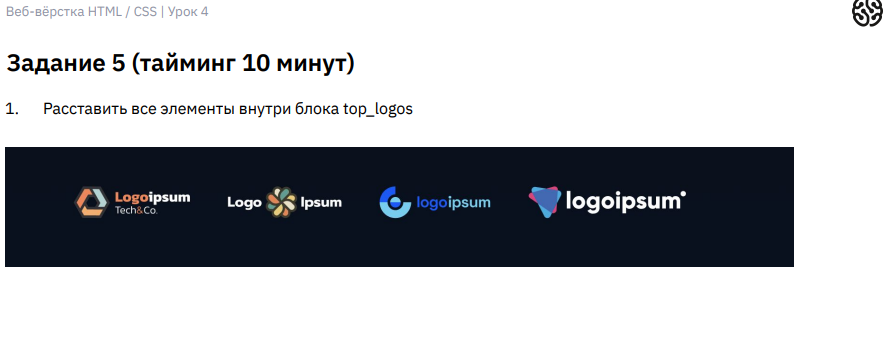 Веб-вёрстка HTML / CSS | Урок 4
Задание 5 (тайминг 10 минут)
1. Расставить все элементы внутри блока top_logos
Logoipsum
Tech&Co.
Logo Ipsum
logoipsum
logoipsum